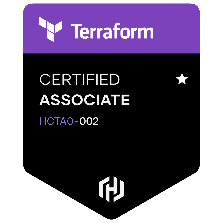 Terraform
CERTIFIED
ASSOCIATE
HCTA0-002